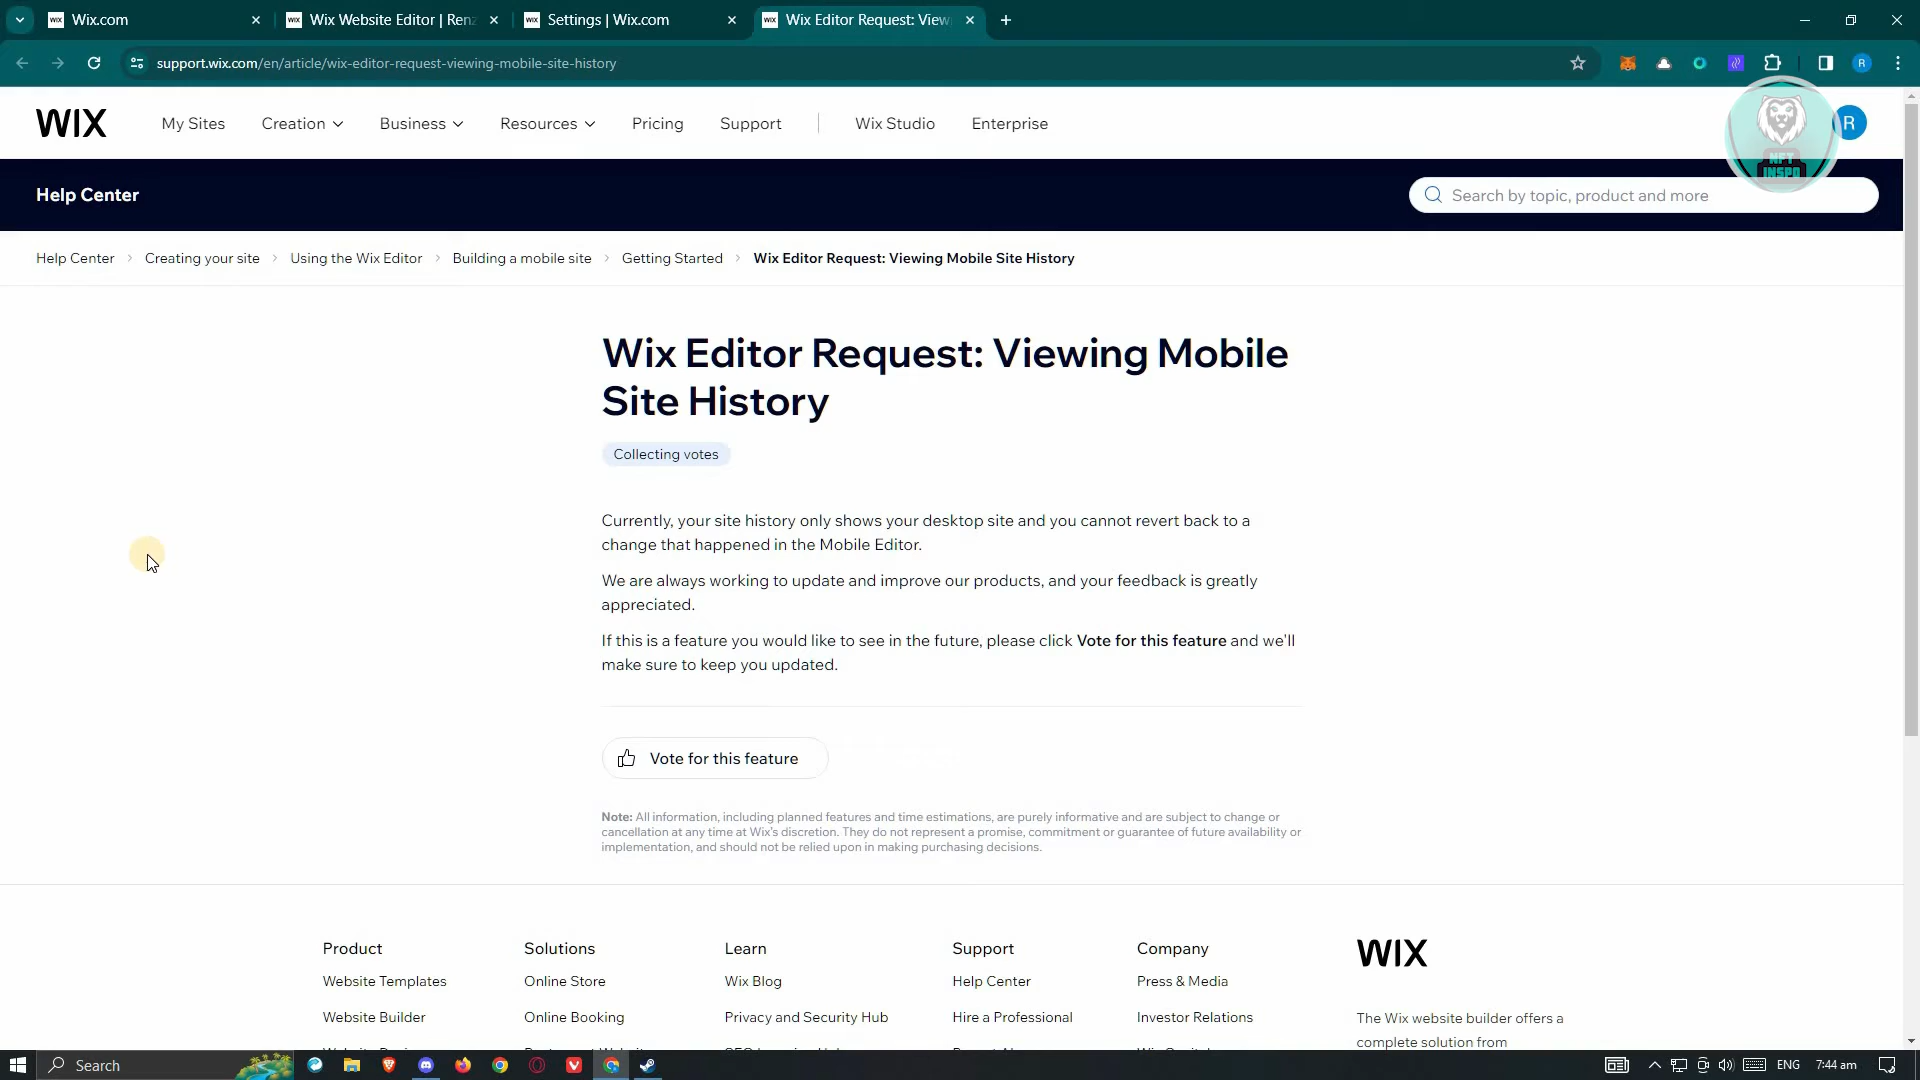 Wix.com
Wix Website Editor | Renz
Settings | Wix.com
Wix Editor Request: View
support.wix.com/en/article/wix-editor-request-viewing-mobile-site-history
R
WIX
My Sites
Creation
Business
Resources
Pricing
Support
Wix Studio
Enterprise
R
NFT
INSPO
Help Center
Search by topic, product and more
Help Center > Creating your site > Using the Wix Editor > Building a mobile site > Getting Started > Wix Editor Request: Viewing Mobile Site History
Wix Editor Request: Viewing Mobile
Site History
Collecting votes
Currently, your site history only shows your desktop site and you cannot revert back to a
change that happened in the Mobile Editor.
We are always working to update and improve our products, and your feedback is greatly
appreciated.
If this is a feature you would like to see in the future, please click Vote for this feature and we'll
make sure to keep you updated.
Vote for this feature
Note: All information, including planned features and time estimations, are purely informative and are subject to change or
cancellation at any time at Wix's discretion. They do not represent a promise, commitment or guarantee of future availability or
implementation, and should not be relied upon in making purchasing decisions.
Product
Website Templates
Website Builder
Solutions
Online Store
Online Booking
Learn
Wix Blog
Privacy and Security Hub
Support
Help Center
Hire a Professional
Company
Press & Media
Investor Relations
WIX
The Wix website builder offers a
complete solution from
Search
ENG
7:44 am